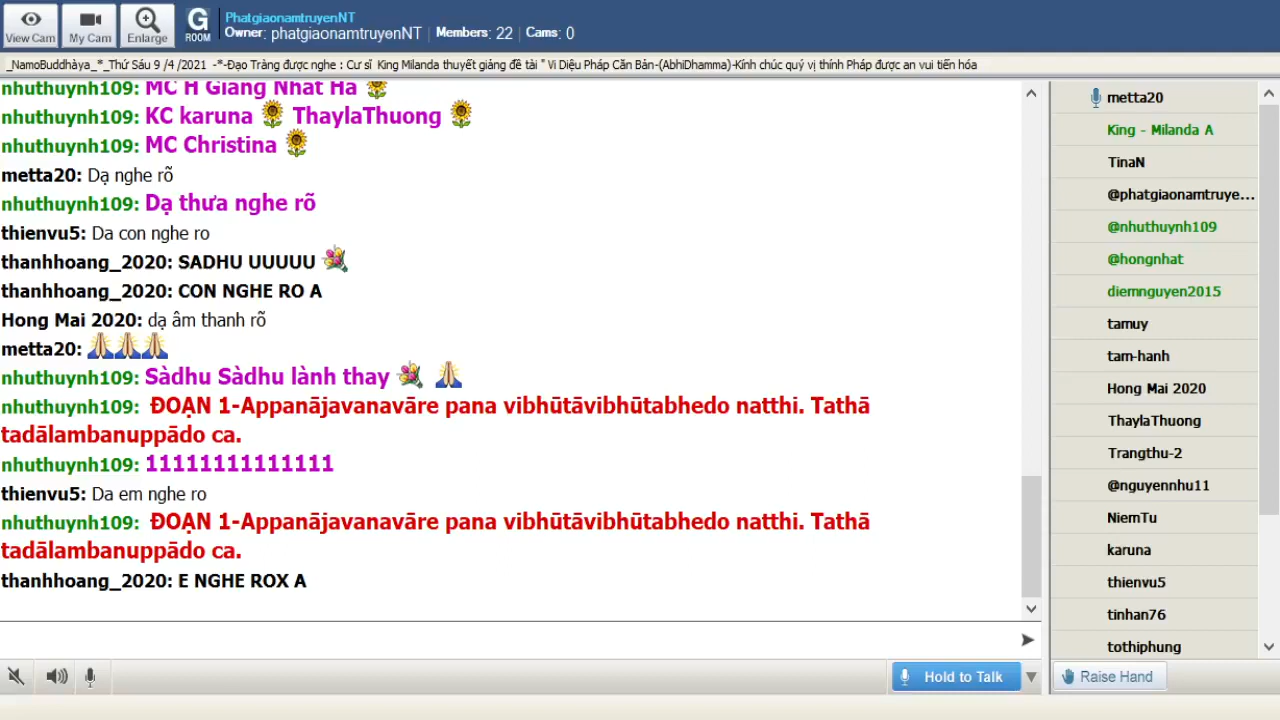 View Cam
My Cam
Enlarge
G
ROOM
PhatgiaonamtruyenNT
Owner: phatgiaonamtruyenNT | Members: 22 | Cams: 0
_NamoBuddhàya_*_Thứ Sáu 9 /4 /2021 -*-Đạo Tràng được nghe : Cư sĩ King Milanda thuyết giảng đề tài " Vi Diệu Pháp Căn Bản-(AbhiDhamma)-Kính chúc quý vị thính Pháp được an vui tiến hóa
nhuthuynh109: MC H Giang Nhat Ha
nhuthuynh109: KC karuna ThaylaThuong
nhuthuynh109: MC Christina
metta20: Dạ nghe rõ
nhuthuynh109: Dạ thưa nghe rõ
thienvu5: Da con nghe ro
thanhhoang_2020: SADHU UUUUU
thanhhoang_2020: CON NGHE RO A
Hong Mai 2020: dạ âm thanh rõ
metta20:
nhuthuynh109: Sàdhu Sàdhu lành thay
nhuthuynh109: ĐOẠN 1-Appanājavanavāre pana vibhūtāvibhūtabhedo natthi. Tathā
tadālambanuppādo ca.
nhuthuynh109: 11111111111111
thienvu5: Da em nghe ro
nhuthuynh109: ĐOẠN 1-Appanājavanavāre pana vibhūtāvibhūtabhedo natthi. Tathā
tadālambanuppādo ca.
thanhhoang_2020: E NGHE ROX A
Hold to Talk
metta20
King - Milanda A
TinaN
@phatgiaonamtruye...
@nhuthuynh109
@hongnhat
diemnguyen2015
tamuy
tam-hanh
Hong Mai 2020
ThaylaThuong
Trangthu-2
@nguyennhu11
NiemTu
karuna
thienvu5
tinhan76
tothiphung
Raise Hand